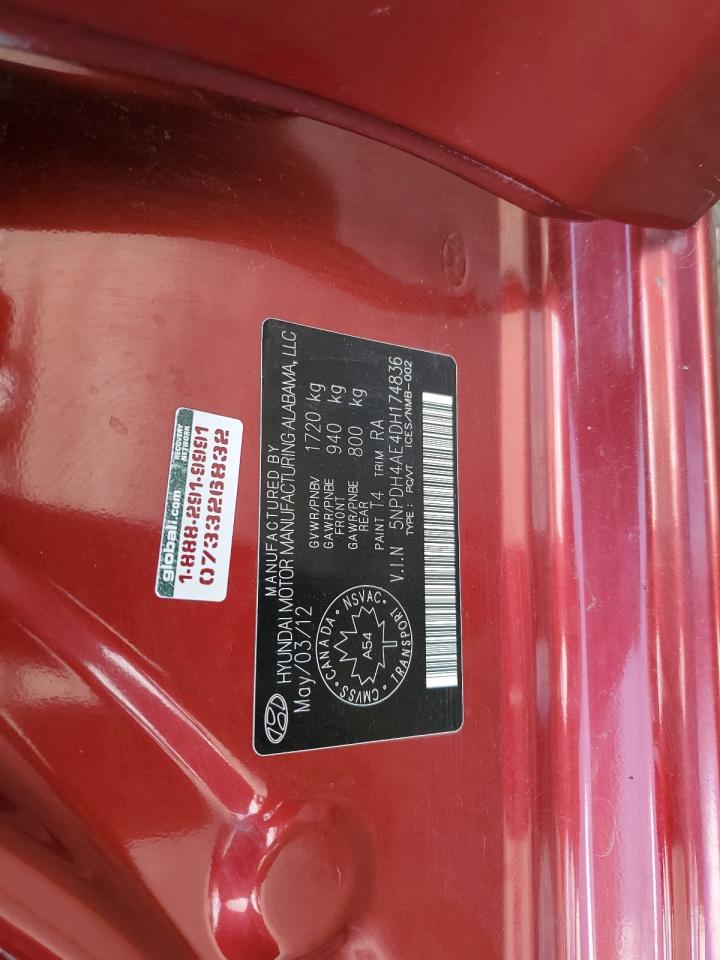 globali.com RECOVERY NETWORK
1-888-291-9991
0733326832
MANUFACTURED BY
HYUNDAI MOTOR MANUFACTURING ALABAMA, LLC
May/03/12
GVWR/PNBV 1720 kg
GAWR/PNBE FRONT 940 kg
GAWR/PNBE REAR 800 kg
PAINT T4 TRIM RA
V.I.N 5NPDH4AE4DH174836
TYPE: PC/VT ICES/NMB-002
CANADA · NSVAC · TRANSPORT · CMVSS ·
A54